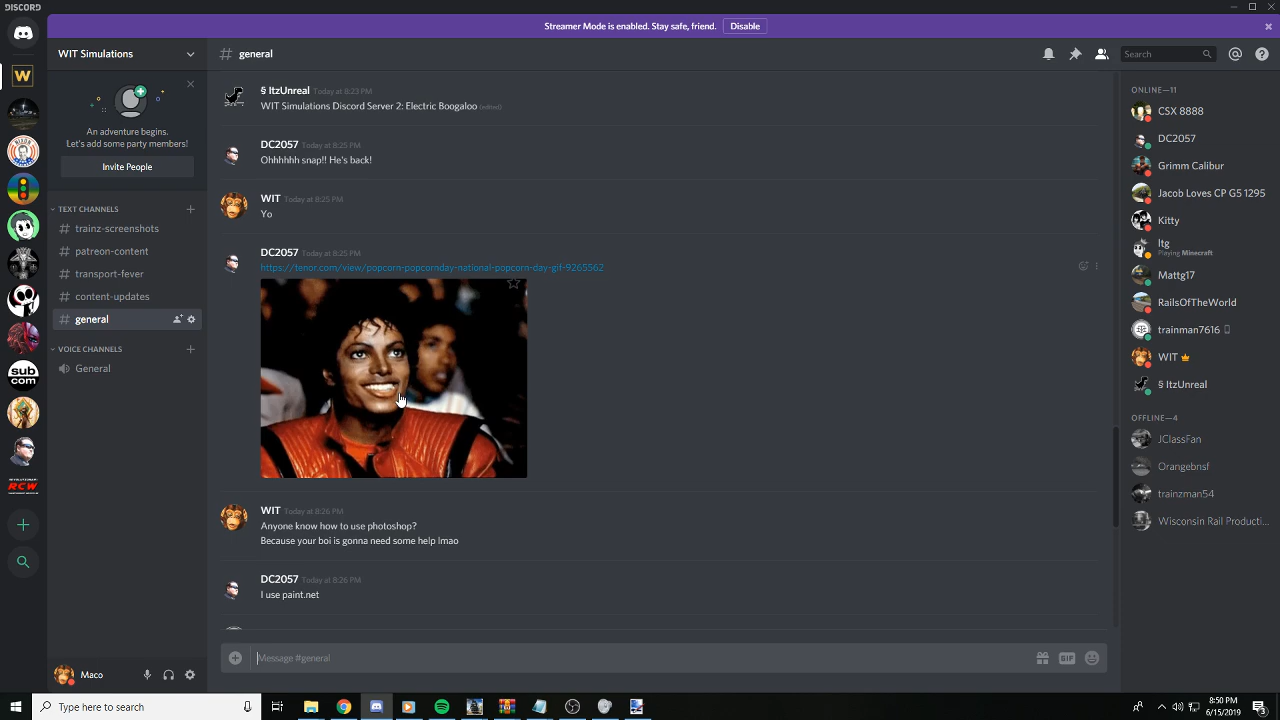 DISCORD
Streamer Mode is enabled. Stay safe, friend. Disable
WIT Simulations
# general
Search
W
An adventure begins.
Let's add some party members!
Invite People
TEXT CHANNELS
# trainz-screenshots
# patreon-content
# transport-fever
# content-updates
# general
VOICE CHANNELS
General
sub
com
RCW
Maco
§ ItzUnreal Today at 8:23 PM
WIT Simulations Discord Server 2: Electric Boogaloo (edited)
DC2057 Today at 8:25 PM
Ohhhhhh snap!! He's back!
WIT Today at 8:25 PM
Yo
DC2057 Today at 8:25 PM
https://tenor.com/view/popcorn-popcornday-national-popcorn-day-gif-9265562
WIT Today at 8:26 PM
Anyone know how to use photoshop?
Because your boi is gonna need some help lmao
DC2057 Today at 8:26 PM
I use paint.net
Message #general
GIF
ONLINE—11
CSX 8888
DC2057
Grimm Calibur
Jacob Loves CP G5 1295
Kitty
ltg
Playing Minecraft
Mattg17
RailsOfTheWorld
trainman7616
WIT
§ ItzUnreal
OFFLINE—4
JClassFan
Orangebnsf
trainzman54
Wisconsin Rail Producti...
Type here to search
8:50 PM
6/15/2019